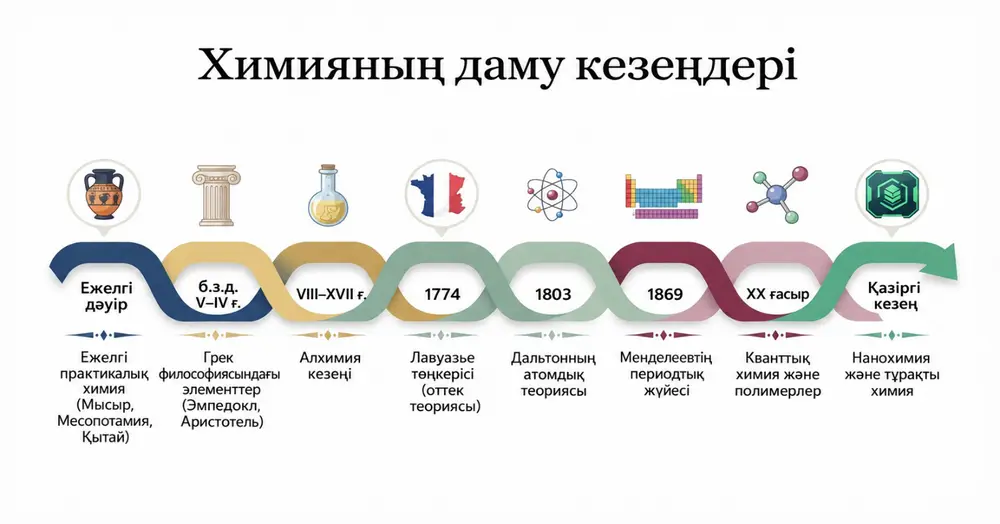 Химияның даму кезеңдері
Ежелгі
дәуір
б.з.д.
V–IV ғ.
VIII–XVII ғ.
1774
1803
1869
XX ғасыр
Қазіргі
кезең
Ежелгі
практикалық
химия
(Мысыр,
Месопотамия,
Қытай)
Грек
философиясындағы
элементтер
(Эмпедокл,
Аристотель)
Алхимия
кезеңі
Лавуазье
төңкерісі
(оттек
теориясы)
Дальтонның
атомдық
теориясы
Менделеевтің
периодтық
жүйесі
Кванттық
химия және
полимерлер
Нанохимия
және тұрақты
химия